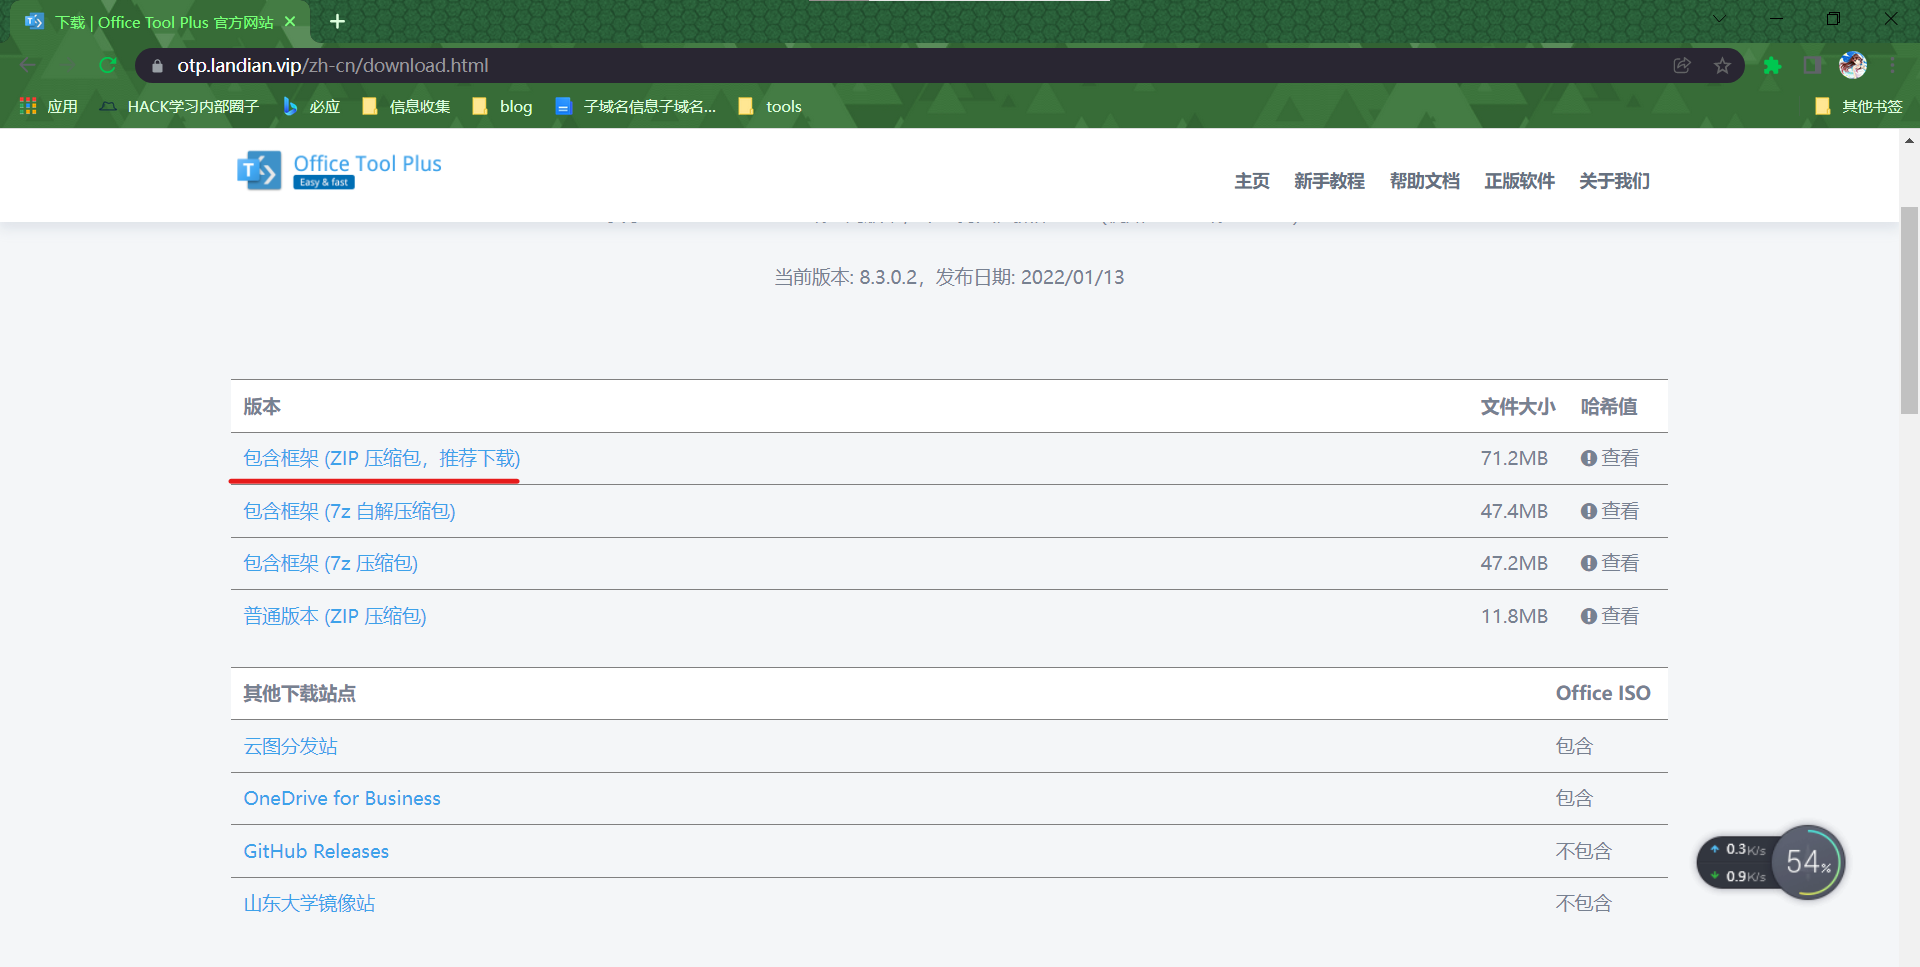 下载 | Office Tool Plus 官方网站
otp.landian.vip/zh-cn/download.html
应用 HACK学习内部圈子 必应 信息收集 blog 子域名信息子域名... tools 其他书签
T Office Tool Plus
Easy & fast
主页 新手教程 帮助文档 正版软件 关于我们
当前版本: 8.3.0.2，发布日期: 2022/01/13
版本 文件大小 哈希值
包含框架 (ZIP 压缩包，推荐下载) 71.2MB 查看
包含框架 (7z 自解压缩包) 47.4MB 查看
包含框架 (7z 压缩包) 47.2MB 查看
普通版本 (ZIP 压缩包) 11.8MB 查看
其他下载站点 Office ISO
云图分发站 包含
OneDrive for Business 包含
GitHub Releases 不包含
山东大学镜像站 不包含
0.3K/s
0.9K/s
54%